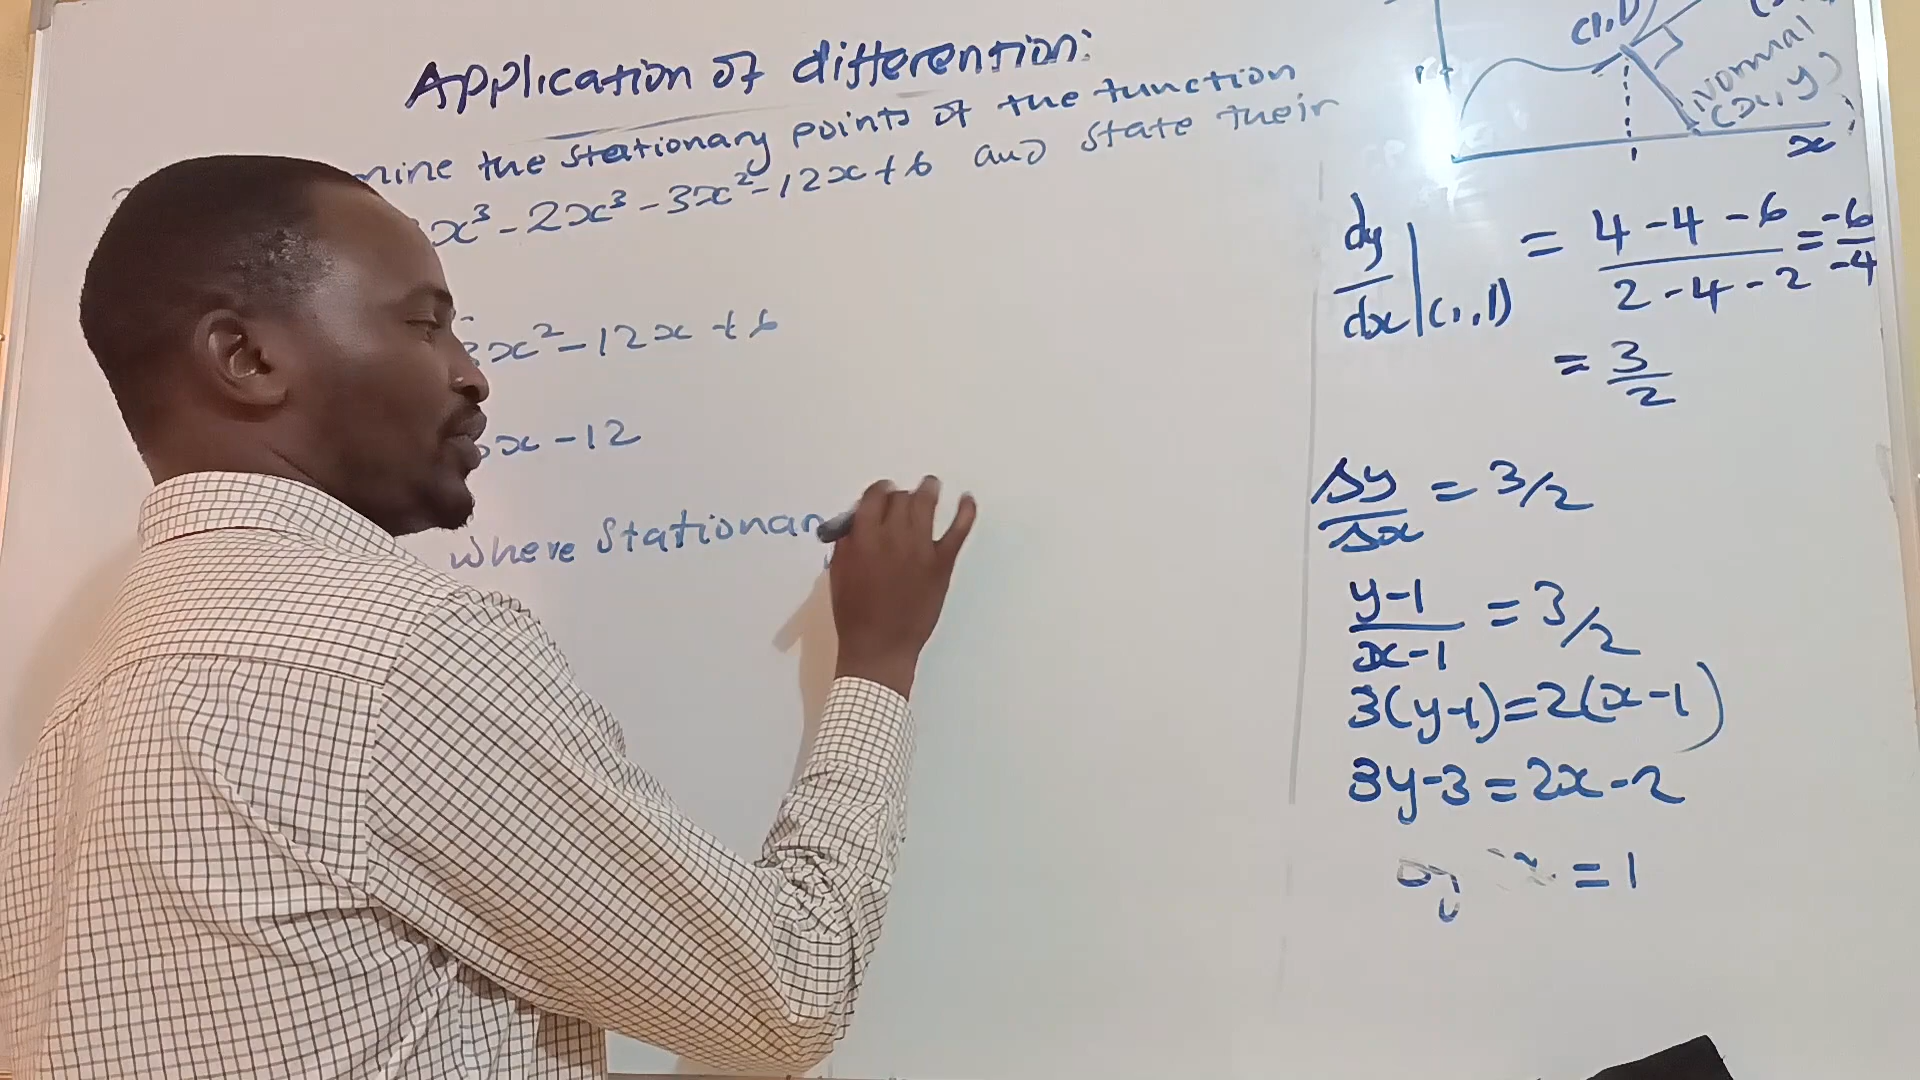 Application of differention:
mine the stationary points of the function
x³ - 2x³ - 3x² - 12x + 6 and state their
3x² - 12x + 6
x - 12
Where Stationary
(1,1)
Normal
(x, y)
x
dy/dx |(1,1) = (4 - 4 - 6)/(2 - 4 - 2) = -6/-4
= 3/2
Δy/Δx = 3/2
(y-1)/(x-1) = 3/2
3(y-1) = 2(x-1)
3y-3 = 2x-2
= 1